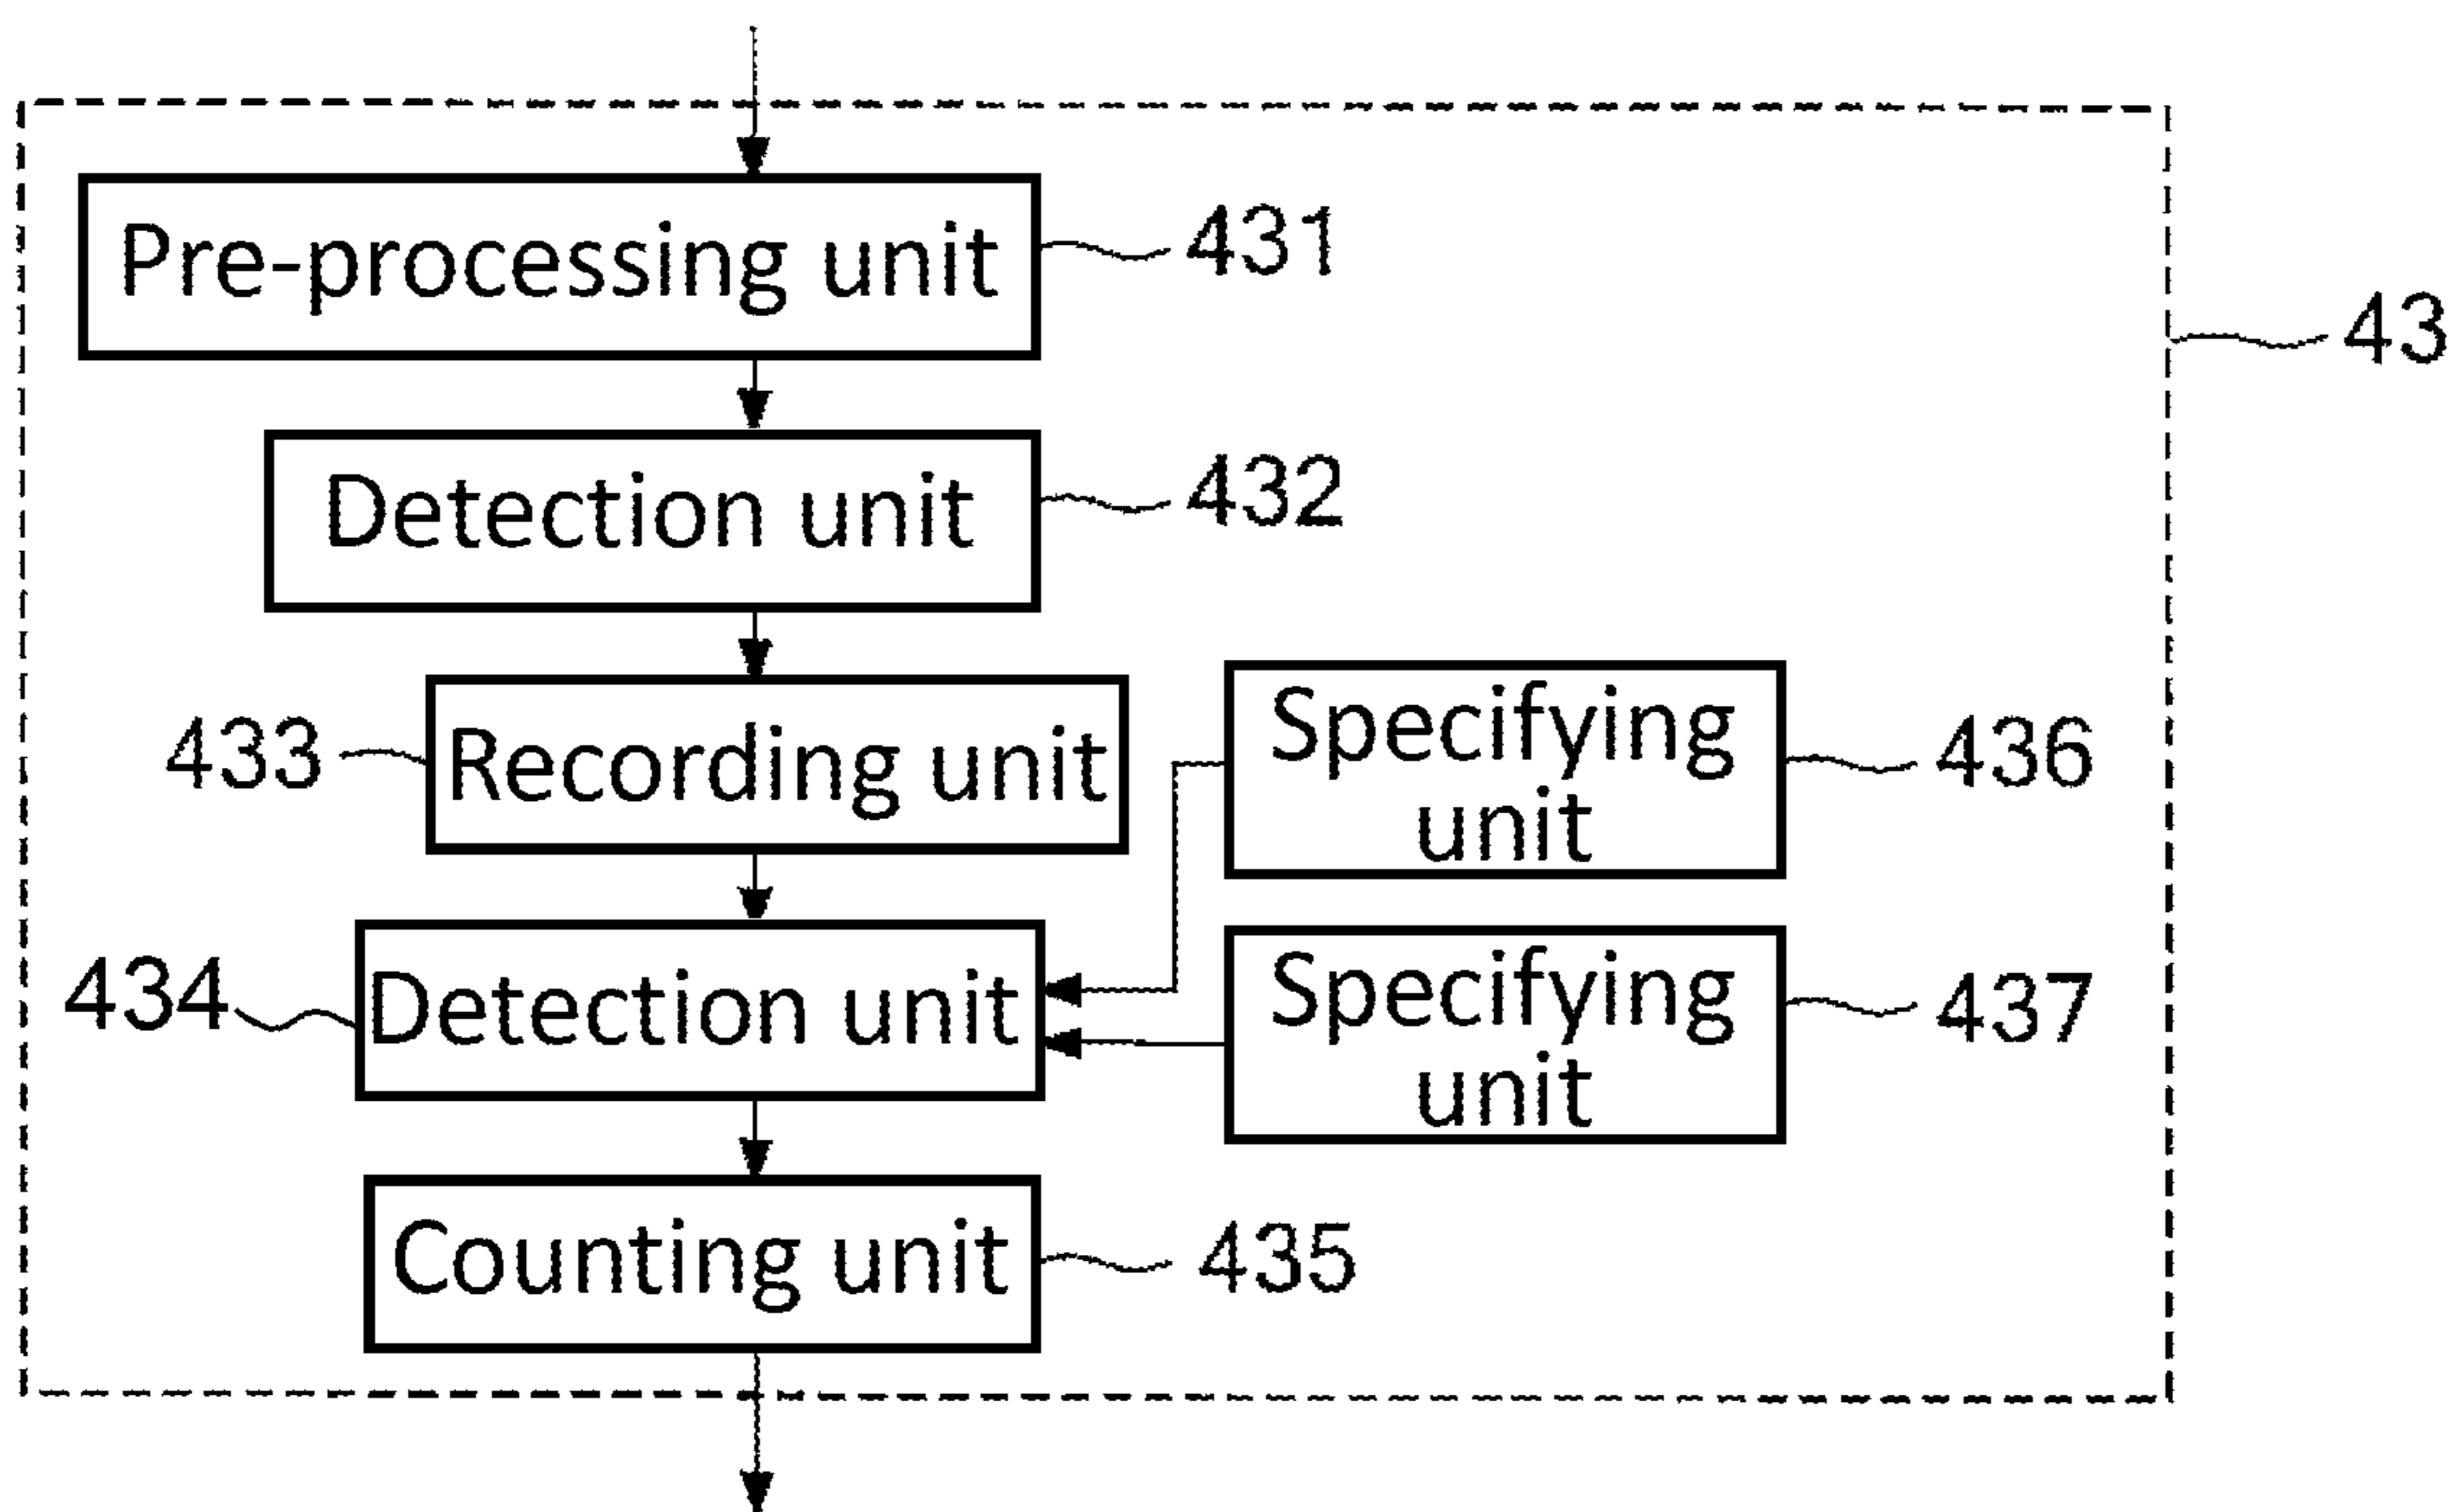 Pre-processing unit
431
43
Detection unit
432
433
Recording unit
Specifying
unit
436
434
Detection unit
Specifying
unit
437
Counting unit
435